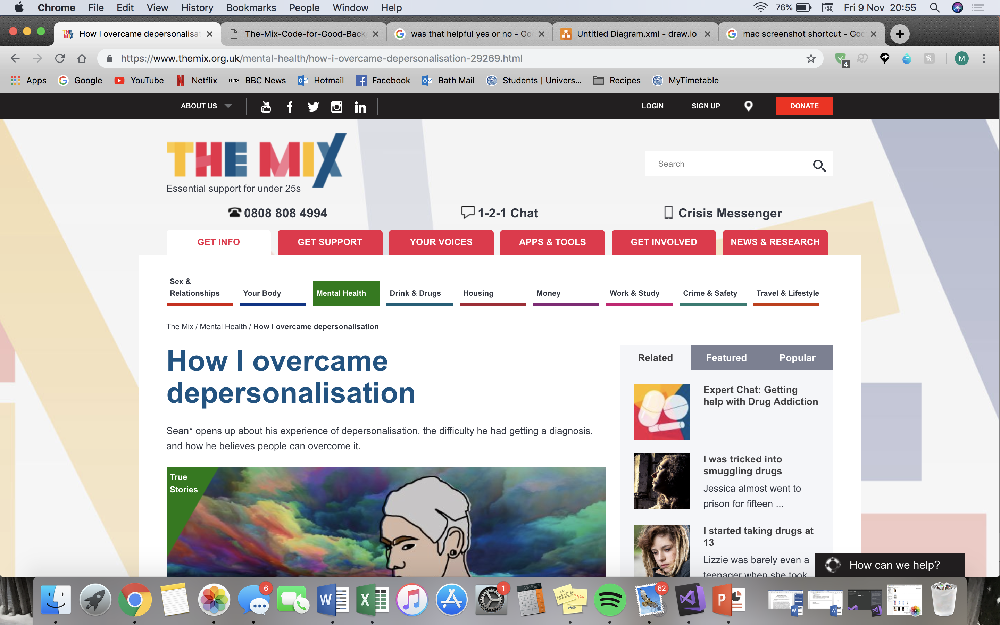 Chrome File Edit View History Bookmarks People Window Help 76% Fri 9 Nov 20:55
How I overcame depersonalisat The-Mix-Code-for-Good-Back was that helpful yes or no - Go Untitled Diagram.xml - draw.io mac screenshot shortcut - Goo
https://www.themix.org.uk/mental-health/how-i-overcame-depersonalisation-29269.html 4 M
Apps Google YouTube Netflix BBC BBC News Hotmail Facebook Bath Mail Students | Univers... Recipes MyTimetable
ABOUT US You Tube LOGIN SIGN UP DONATE
THE MIX
Search
Essential support for under 25s
0808 808 4994 1-2-1 Chat Crisis Messenger
GET INFO GET SUPPORT YOUR VOICES APPS & TOOLS GET INVOLVED NEWS & RESEARCH
Sex &
Relationships Your Body Mental Health Drink & Drugs Housing Money Work & Study Crime & Safety Travel & Lifestyle
The Mix / Mental Health / How I overcame depersonalisation
How I overcame
depersonalisation
Sean* opens up about his experience of depersonalisation, the difficulty he had getting a diagnosis,
and how he believes people can overcome it.
True
Stories
Related Featured Popular
Expert Chat: Getting
help with Drug Addiction
I was tricked into
smuggling drugs
Jessica almost went to
prison for fifteen ...
I started taking drugs at
13
Lizzie was barely even a
teenager when she took
How can we help?
6 1 3.141593 62